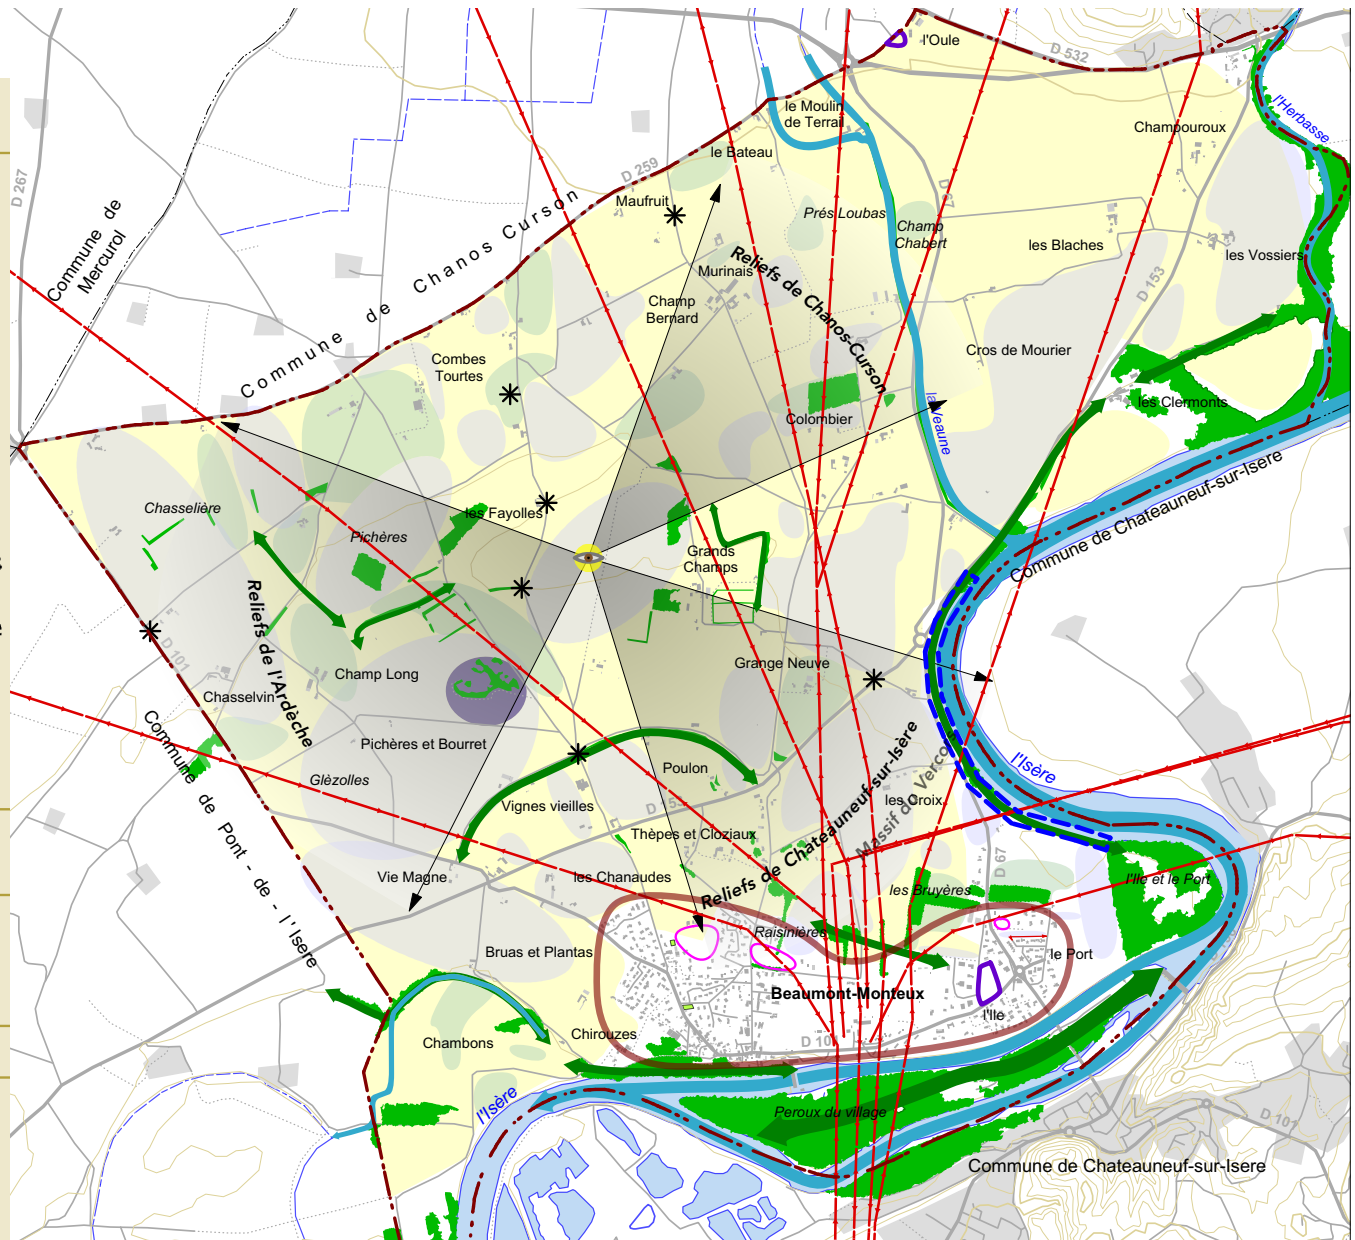 l'Oule
D 532
l'Herbasse
le Moulin
de Terrail
Champouroux
le Bateau
D 259
D 267
Maufruit
Commune de
Mercurol
Commune de Chanos Curson
Prés Loubas
Champ
Chabert
les Blaches
les Vossiers
Murinais
Reliefs de Chanos-Curson
D 153
Champ
Bernard
Combes
Tourtes
Cros de Mourier
les Clermonts
Colombier
la Veaune
Commune de Chateauneuf-sur-Isère
Chasselière
les Fayolles
Pichères
Grands
Champs
Reliefs de l'Ardèche
D 101
Grange Neuve
Champ Long
Chasselvin
Commune de Pont - de - l'Isere
Pichères et Bourret
Glèzolles
Poulon
l'Isère
Reliefs de Chateauneuf-sur-Isère
les Croix
Vignes vieilles
Thèpes et Cloziaux
D 67
Vie Magne
les Chanaudes
les Bruyères
l'Ile et le Port
Raisinières
Bruas et Plantas
le Port
Beaumont-Monteux
l'Ile
Chirouzes
Chambons
l'Isère
Peroux du village
D 101
Commune de Chateauneuf-sur-Isere